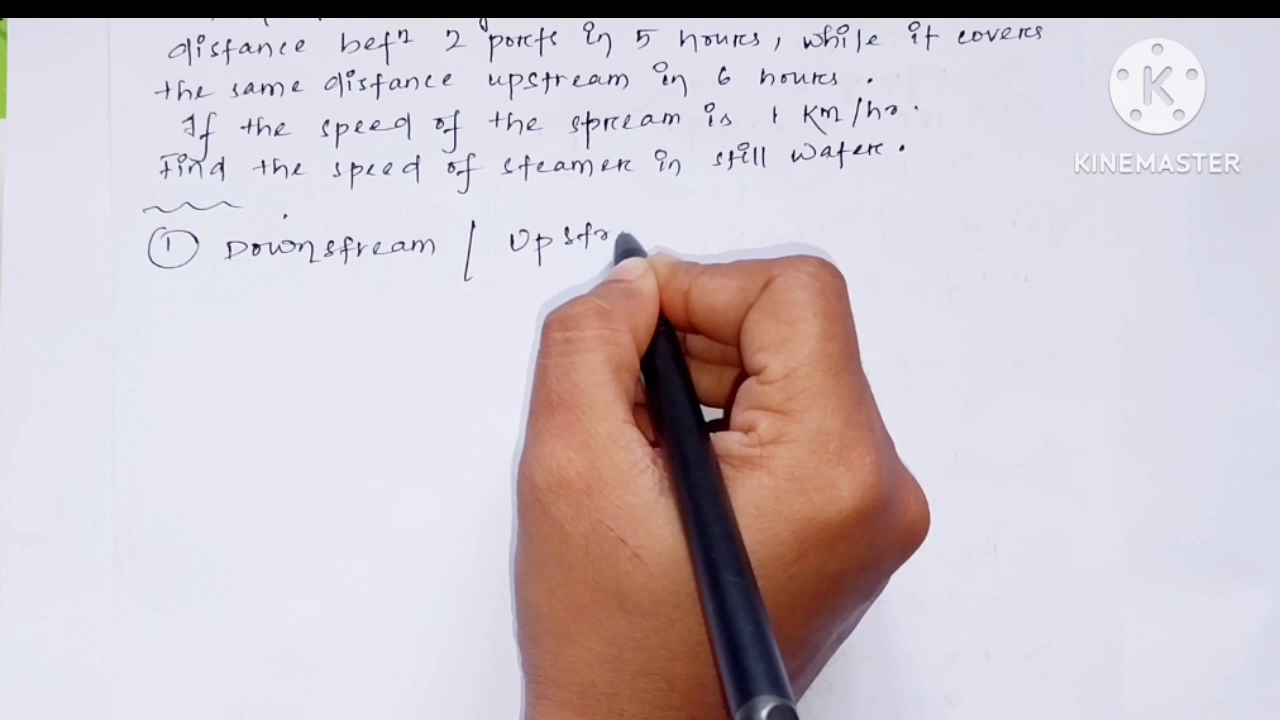 distance betn 2 ports in 5 hours, while it covers
the same distance upstream in 6 hours.
If the speed of the spream is 1 Km/hr.
Find the speed of steamer in still water.
① Downstream / Upstr
K
KINEMASTER